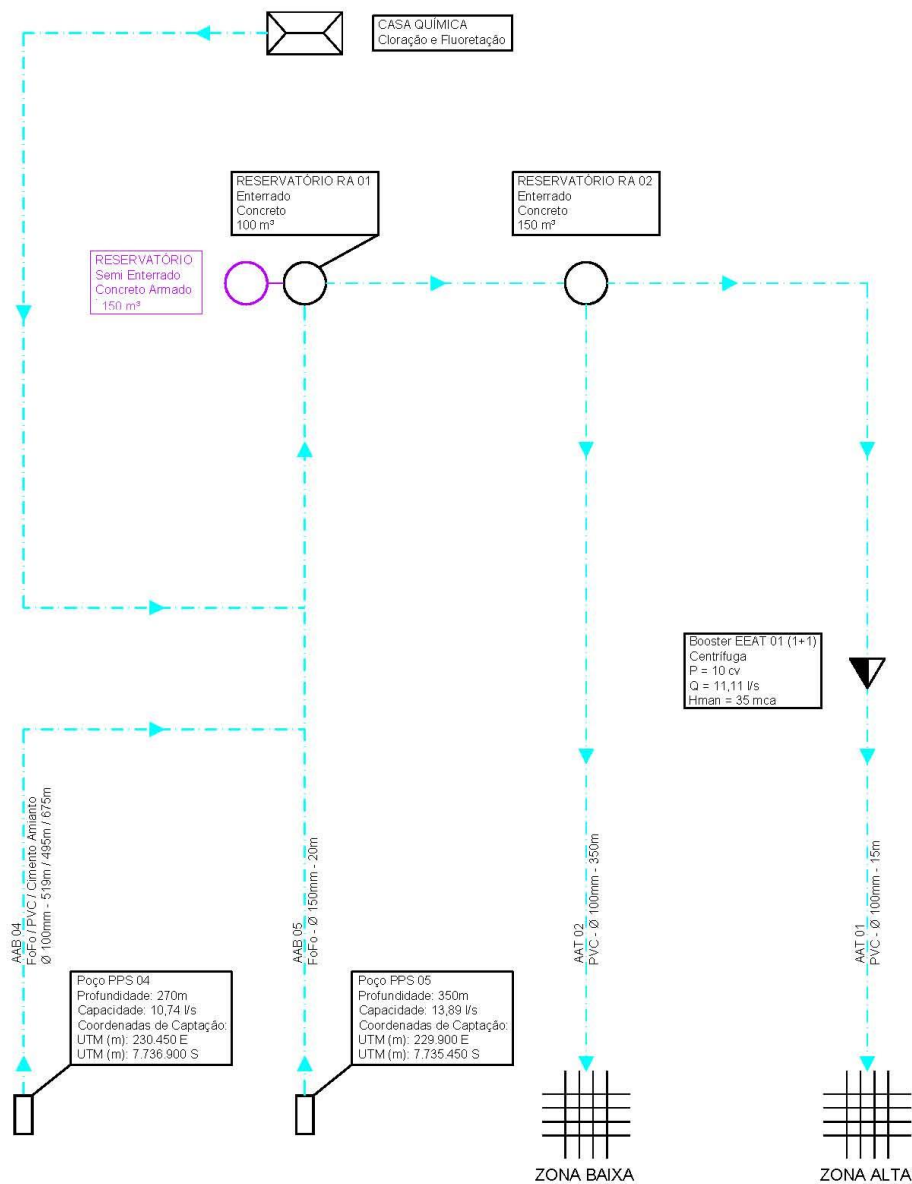 CASA QUÍMICA
Cloração e Fluoretação
RESERVATÓRIO RA 01
Enterrado
Concreto
100 m³
RESERVATÓRIO RA 02
Enterrado
Concreto
150 m³
RESERVATÓRIO
Semi Enterrado
Concreto Armado
150 m³
Booster EEAT 01 (1+1)
Centrífuga
P = 10 cv
Q = 11,11 l/s
Hman = 35 mca
AAB 04
FoFo / PVC / Cimento Amianto
Ø 100mm - 519m / 495m / 675m
AAB 05
FoFo - Ø 150mm - 20m
AAT 02
PVC - Ø 100mm - 350m
AAT 01
PVC - Ø 100mm - 15m
Poço PPS 04
Profundidade: 270m
Capacidade: 10,74 l/s
Coordenadas de Captação:
UTM (m): 230.450 E
UTM (m): 7.736.900 S
Poço PPS 05
Profundidade: 350m
Capacidade: 13,89 l/s
Coordenadas de Captação:
UTM (m): 229.900 E
UTM (m): 7.735.450 S
ZONA BAIXA
ZONA ALTA